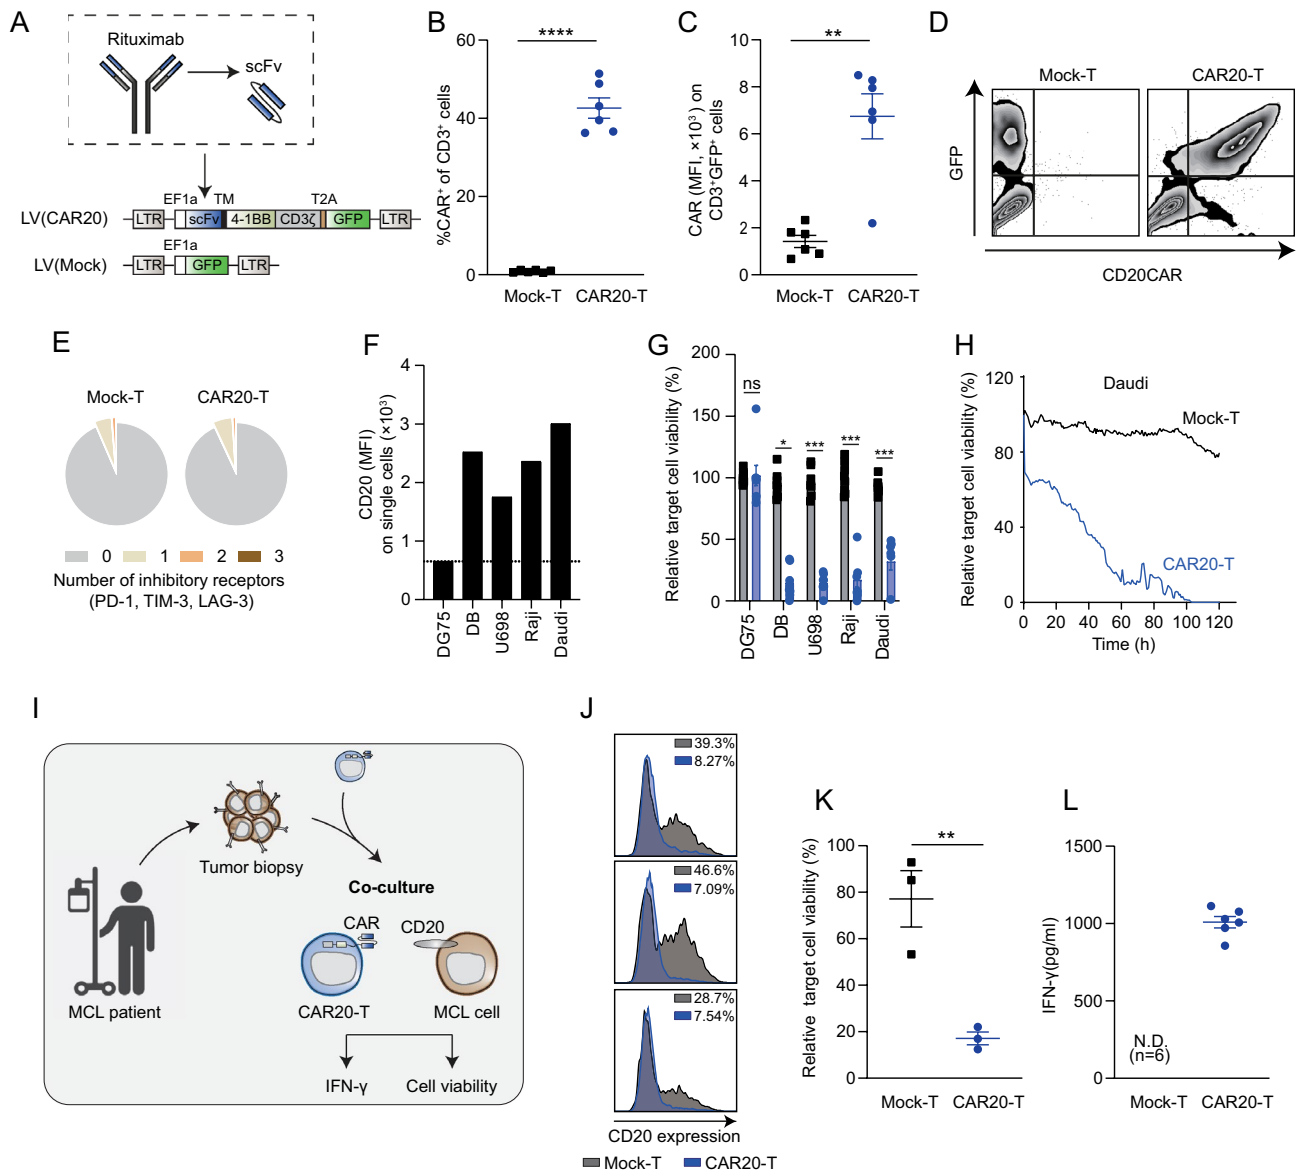 A
Rituximab
scFv
EF1a TM T2A
LV(CAR20) LTR scFv 4-1BB CD3ζ GFP LTR
EF1a
LV(Mock) LTR GFP LTR
B
%CAR⁺ of CD3⁺ cells
60
40
20
0
****
Mock-T CAR20-T
C
CAR (MFI, ×10³) on
CD3⁺GFP⁺ cells
10
8
6
4
2
0
**
Mock-T CAR20-T
D
Mock-T CAR20-T
GFP
CD20CAR
E
Mock-T CAR20-T
0 1 2 3
Number of inhibitory receptors
(PD-1, TIM-3, LAG-3)
F
CD20 (MFI)
on single cells (×10³)
4
3
2
1
0
DG75 DB U698 Raji Daudi
G
Relative target cell viability (%)
200
150
100
50
0
ns * *** *** ***
DG75 DB U698 Raji Daudi
H
Relative target cell viability (%)
120
80
40
0
Daudi
Mock-T
CAR20-T
0 20 40 60 80 100 120
Time (h)
I
Tumor biopsy
Co-culture
CAR CD20
MCL patient CAR20-T MCL cell
IFN-γ Cell viability
J
39.3%
8.27%
46.6%
7.09%
28.7%
7.54%
CD20 expression
Mock-T CAR20-T
K
Relative target cell viability (%)
100
80
60
40
20
0
**
Mock-T CAR20-T
L
IFN-γ(pg/ml)
1500
1000
500
0
N.D.
(n=6)
Mock-T CAR20-T